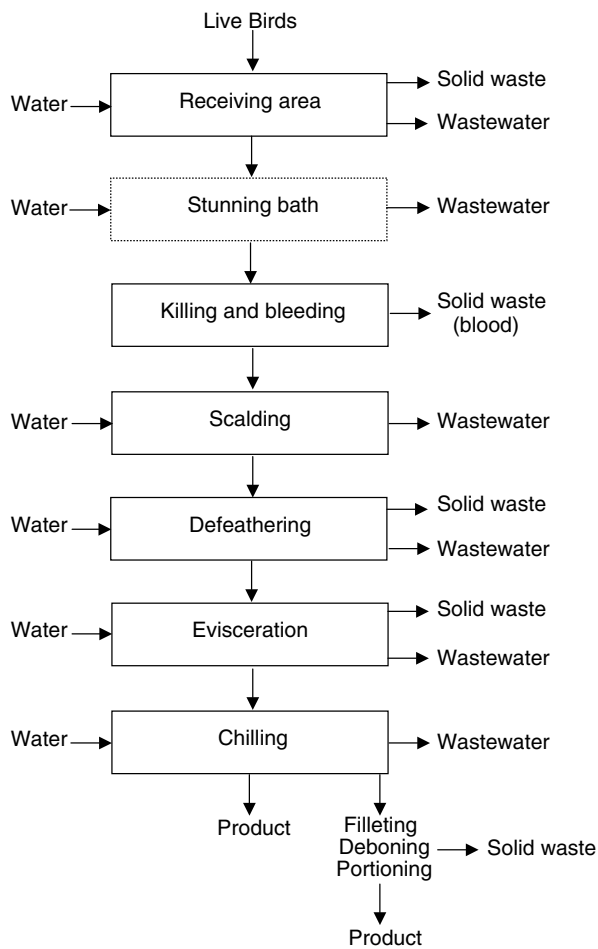 Live Birds
Water
Receiving area
Solid waste
Wastewater
Water
Stunning bath
Wastewater
Killing and bleeding
Solid waste
(blood)
Water
Scalding
Wastewater
Water
Defeathering
Solid waste
Wastewater
Water
Evisceration
Solid waste
Wastewater
Water
Chilling
Wastewater
Product
Filleting
Deboning
Portioning
Solid waste
Product